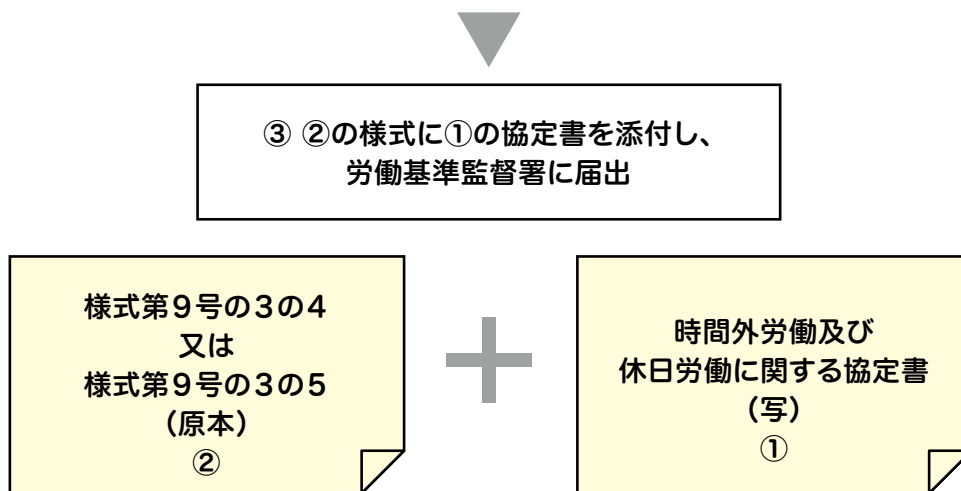 ③ ②の様式に①の協定書を添付し、
労働基準監督署に届出
様式第9号の3の4
又は
様式第9号の3の5
(原本)
②
時間外労働及び
休日労働に関する協定書
(写)
①